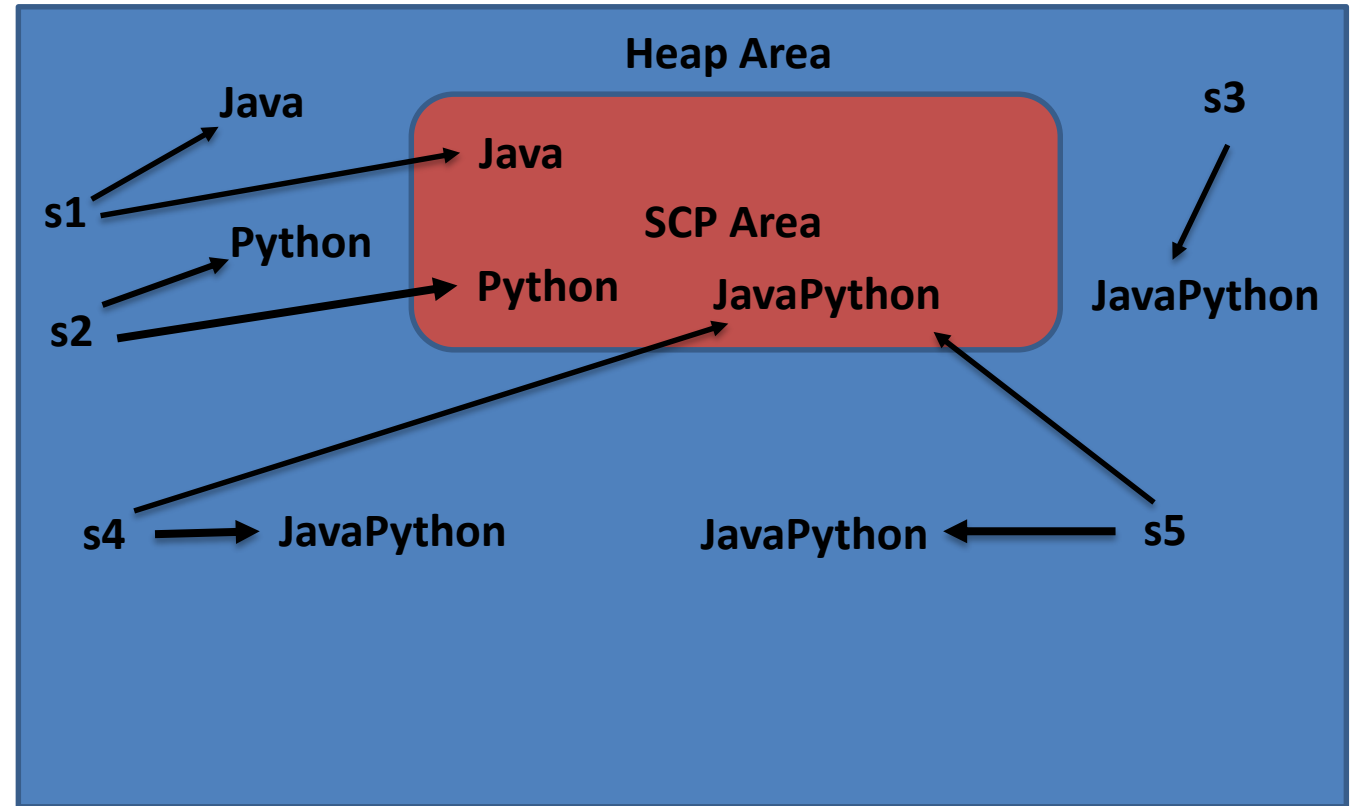 Heap Area
Java
s3
Java
s1
SCP Area
Python
Python
JavaPython
JavaPython
s2
s4
JavaPython
JavaPython
s5